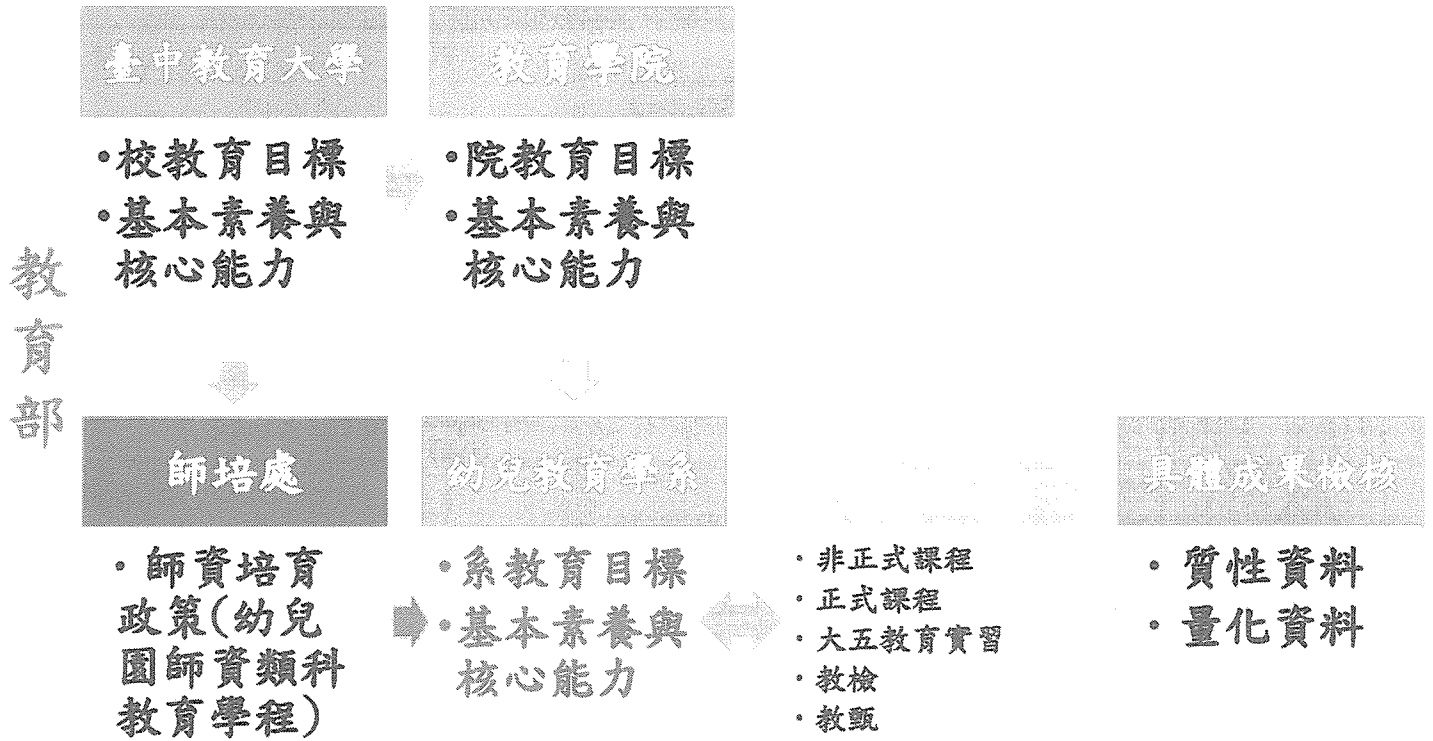 教
育
部
臺中教育大學
•校教育目標
•基本素養與
核心能力
教育學院
•院教育目標
•基本素養與
核心能力
師培處
•師資培育
政策(幼兒
園師資類科
教育學程)
幼兒教育學系
•系教育目標
•基本素養與
核心能力
•非正式課程
•正式課程
•大五教育實習
•教檢
•教甄
具體成果檢核
•質性資料
•量化資料